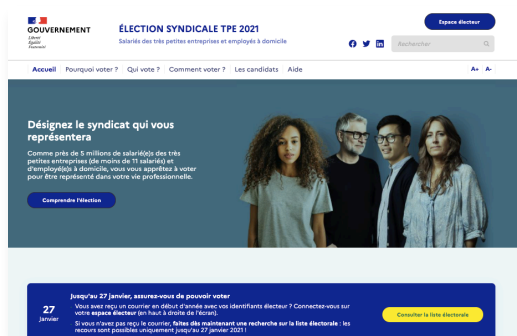 GOUVERNEMENT
Liberté
Égalité
Fraternité
ÉLECTION SYNDICALE TPE 2021
Salariés des très petites entreprises et employés à domicile
Espace électeur
Rechercher
Accueil Pourquoi voter ? Qui vote ? Comment voter ? Les candidats Aide A+ A-
Désignez le syndicat qui vous
représentera
Comme près de 5 millions de salarié(e)s des très
petites entreprises (de moins de 11 salariés) et
d'employé(e)s à domicile, vous vous apprêtez à voter
pour être représenté dans votre vie professionnelle.
Comprendre l'élection
27
Janvier
Jusqu'au 27 janvier, assurez-vous de pouvoir voter
Vous avez reçu un courrier en début d'année avec vos identifiants électeur ? Connectez-vous sur
votre espace électeur (en haut à droite de l'écran).
Si vous n'avez pas reçu le courrier, faites dès maintenant une recherche sur la liste électorale : les
recours sont possibles uniquement jusqu'au 27 janvier 2021 !
Consulter la liste électorale